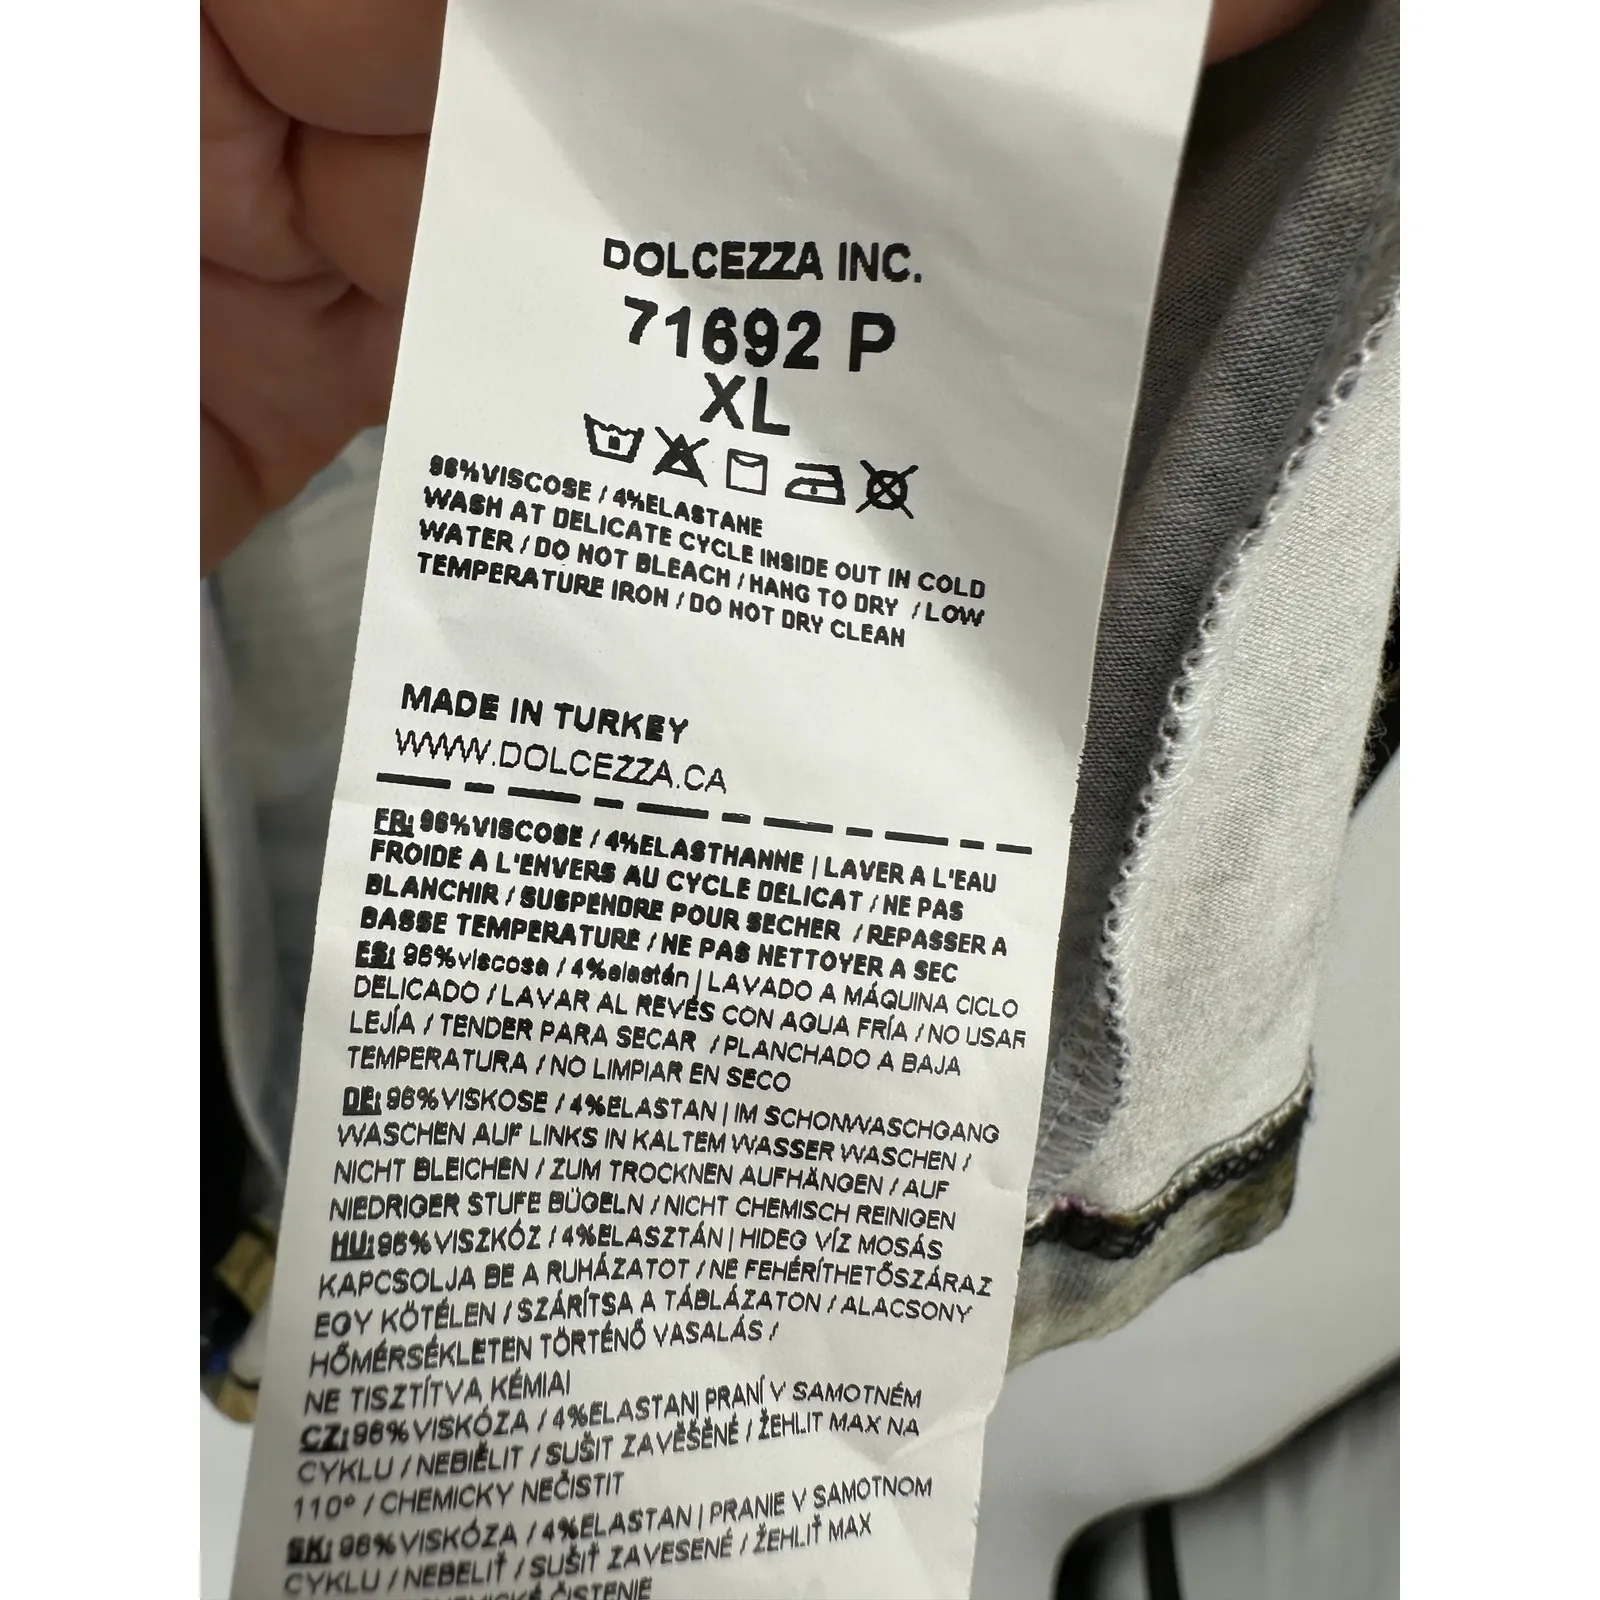 DOLCEZZA INC.
71692 P
XL
96%VISCOSE / 4%ELASTANE
WASH AT DELICATE CYCLE INSIDE OUT IN COLD
WATER / DO NOT BLEACH / HANG TO DRY / LOW
TEMPERATURE IRON / DO NOT DRY CLEAN
MADE IN TURKEY
WWW.DOLCEZZA.CA
FR: 96%VISCOSE / 4%ELASTHANNE | LAVER A L'EAU
FROIDE A L'ENVERS AU CYCLE DELICAT / NE PAS
BLANCHIR / SUSPENDRE POUR SECHER / REPASSER A
BASSE TEMPERATURE / NE PAS NETTOYER A SEC
ES: 96%viscosa / 4%elastán | LAVADO A MÁQUINA CICLO
DELICADO / LAVAR AL REVÉS CON AGUA FRÍA / NO USAR
LEJÍA / TENDER PARA SECAR / PLANCHADO A BAJA
TEMPERATURA / NO LIMPIAR EN SECO
DE: 96%VISKOSE / 4%ELASTAN | IM SCHONWASCHGANG
WASCHEN AUF LINKS IN KALTEM WASSER WASCHEN /
NICHT BLEICHEN / ZUM TROCKNEN AUFHÄNGEN / AUF
NIEDRIGER STUFE BÜGELN / NICHT CHEMISCH REINIGEN
HU: 96%VISZKÓZ / 4%ELASZTÁN | HIDEG VÍZ MOSÁS
KAPCSOLJA BE A RUHÁZATOT / NE FEHÉRÍTHETŐSZÁRAZ
EGY KÖTÉLEN / SZÁRÍTSA A TÁBLÁZATON / ALACSONY
HŐMÉRSÉKLETEN TÖRTÉNŐ VASALÁS /
NE TISZTÍTVA KÉMIAI
CZ: 96%VISKÓZA / 4%ELASTAN| PRANÍ V SAMOTNÉM
CYKLU / NEBIĚLIT / SUŠIT ZAVĚŠĚNÉ / ŽEHLIT MAX NA
110° / CHEMICKY NEČISTIT
SK: 96%VISKÓZA / 4%ELASTAN | PRANIE V SAMOTNOM
CYKLU / NEBELIŤ / SUŠIŤ ZAVESENÉ / ŽEHLIŤ MAX
ČISTENIE